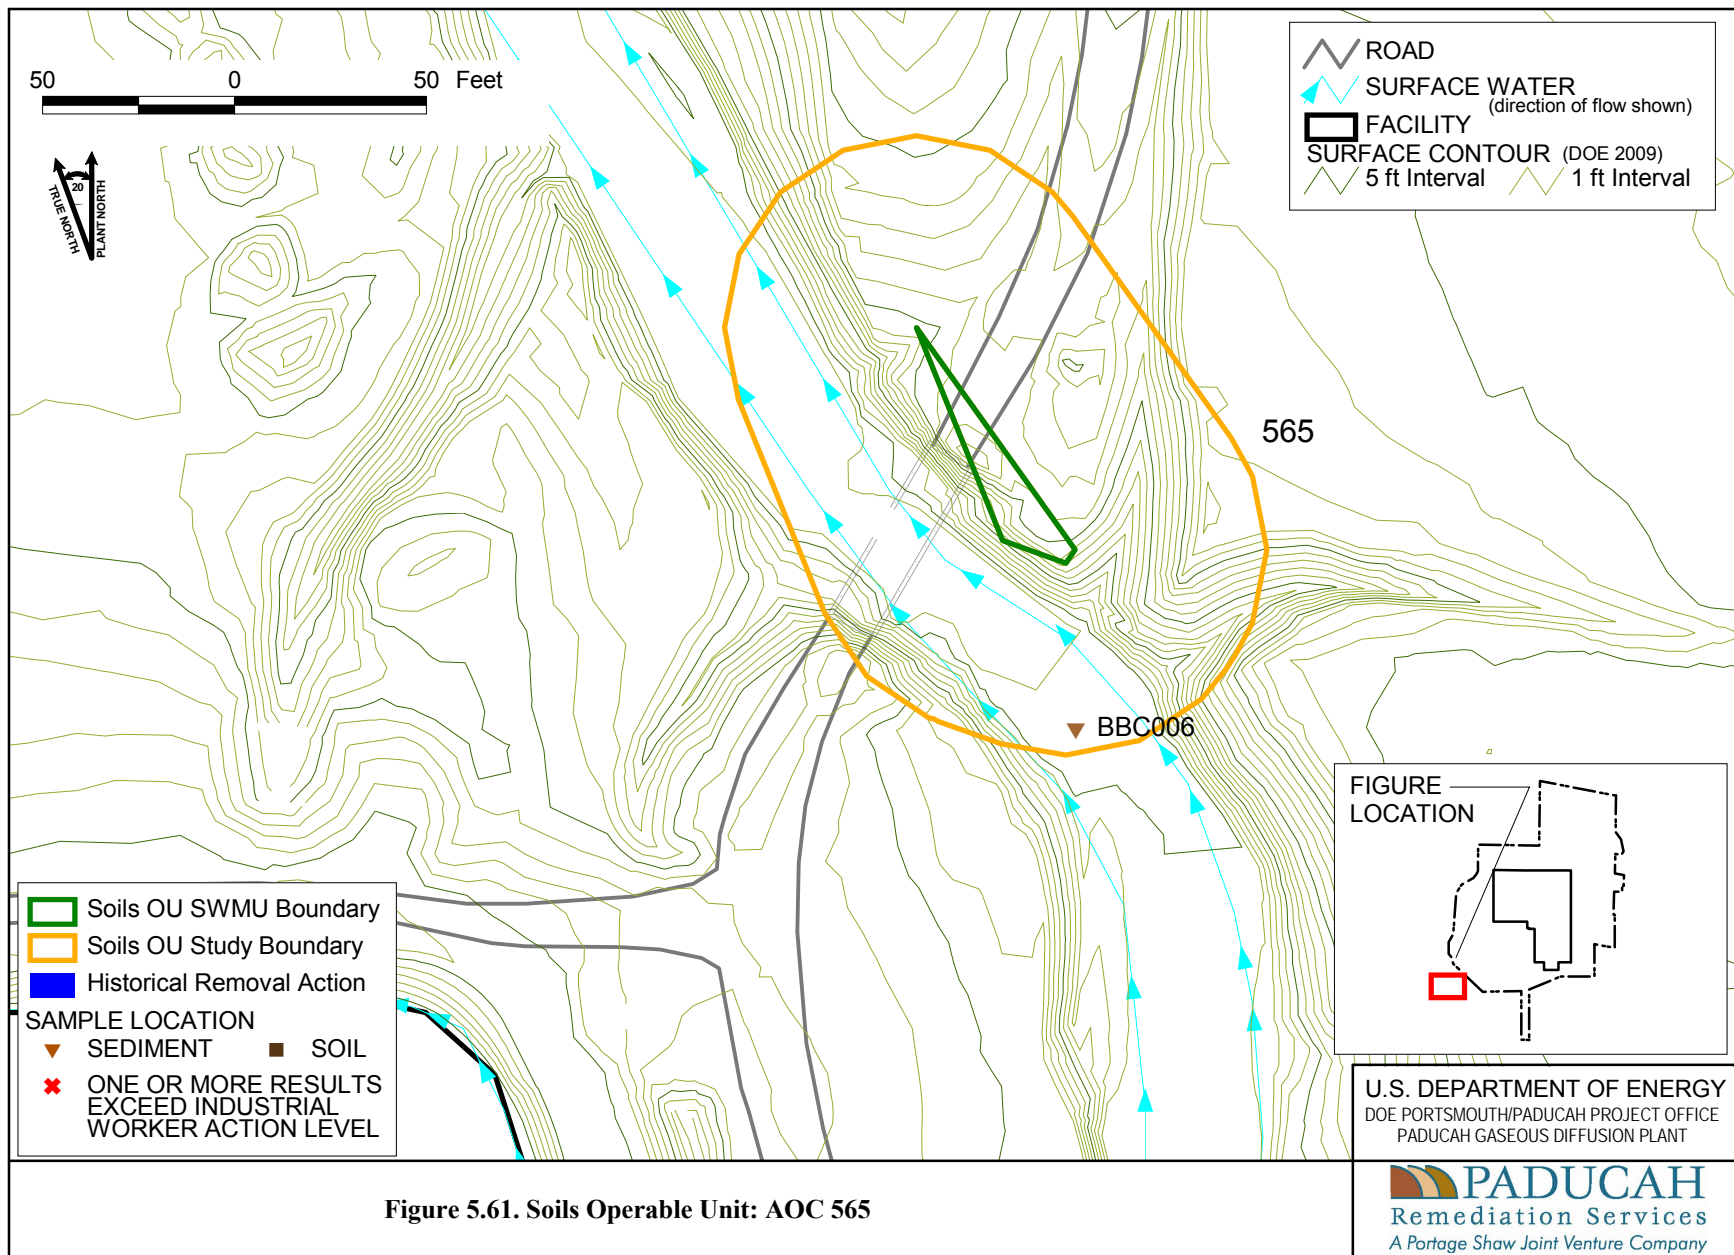 50 0 50 Feet
20
TRUE NORTH
PLANT NORTH
ROAD
SURFACE WATER
(direction of flow shown)
FACILITY
SURFACE CONTOUR (DOE 2009)
5 ft Interval 1 ft Interval
565
BBC006
FIGURE
LOCATION
Soils OU SWMU Boundary
Soils OU Study Boundary
Historical Removal Action
SAMPLE LOCATION
SEDIMENT SOIL
ONE OR MORE RESULTS
EXCEED INDUSTRIAL
WORKER ACTION LEVEL
U.S. DEPARTMENT OF ENERGY
DOE PORTSMOUTH/PADUCAH PROJECT OFFICE
PADUCAH GASEOUS DIFFUSION PLANT
Figure 5.61. Soils Operable Unit: AOC 565
PADUCAH
Remediation Services
A Portage Shaw Joint Venture Company